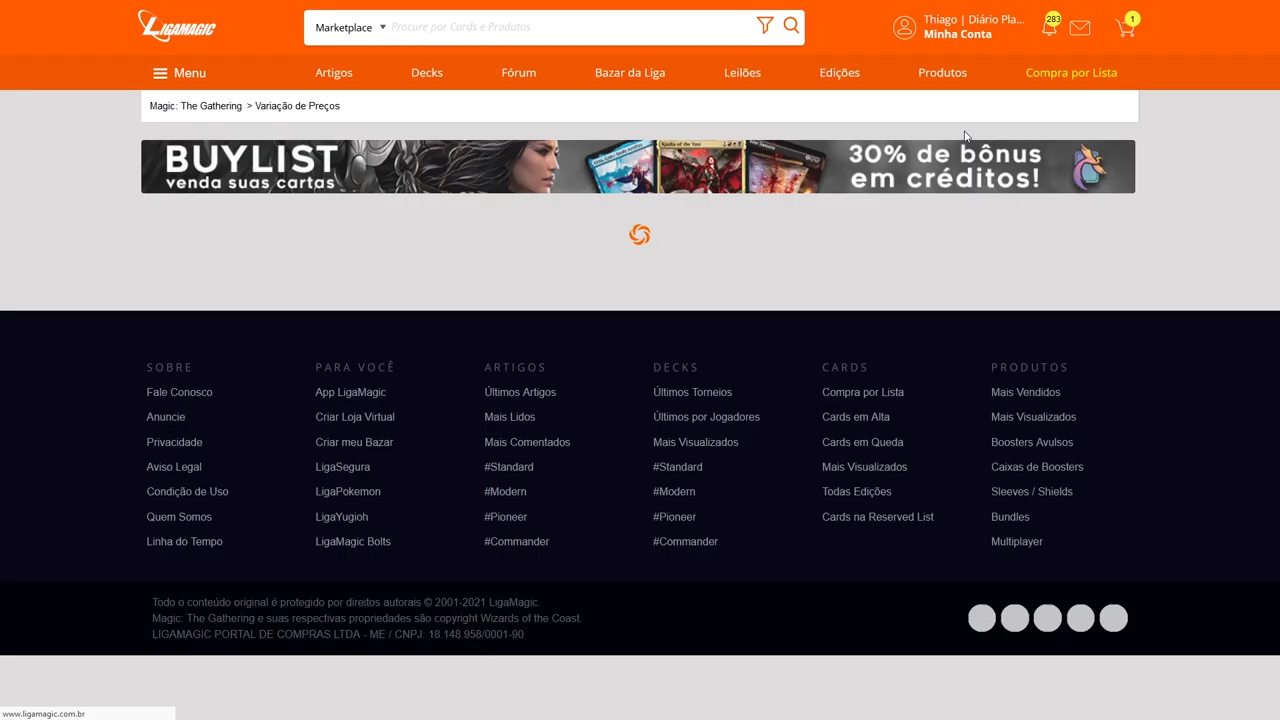 LIGAMAGIC
Marketplace Procure por Cards e Produtos
Thiago | Diário Pla...
Minha Conta
283
1
Menu Artigos Decks Fórum Bazar da Liga Leilões Edições Produtos Compra por Lista
Magic: The Gathering > Variação de Preços
BUYLIST
venda suas cartas
30% de bônus
em créditos!
SOBRE PARA VOCÊ ARTIGOS DECKS CARDS PRODUTOS
Fale Conosco App LigaMagic Últimos Artigos Últimos Torneios Compra por Lista Mais Vendidos
Anuncie Criar Loja Virtual Mais Lidos Últimos por Jogadores Cards em Alta Mais Visualizados
Privacidade Criar meu Bazar Mais Comentados Mais Visualizados Cards em Queda Boosters Avulsos
Aviso Legal LigaSegura #Standard #Standard Mais Visualizados Caixas de Boosters
Condição de Uso LigaPokemon #Modern #Modern Todas Edições Sleeves / Shields
Quem Somos LigaYugioh #Pioneer #Pioneer Cards na Reserved List Bundles
Linha do Tempo LigaMagic Bolts #Commander #Commander Multiplayer
Todo o conteúdo original é protegido por direitos autorais © 2001-2021 LigaMagic.
Magic: The Gathering e suas respectivas propriedades são copyright Wizards of the Coast.
LIGAMAGIC PORTAL DE COMPRAS LTDA - ME / CNPJ: 18.148.958/0001-90
www.ligamagic.com.br